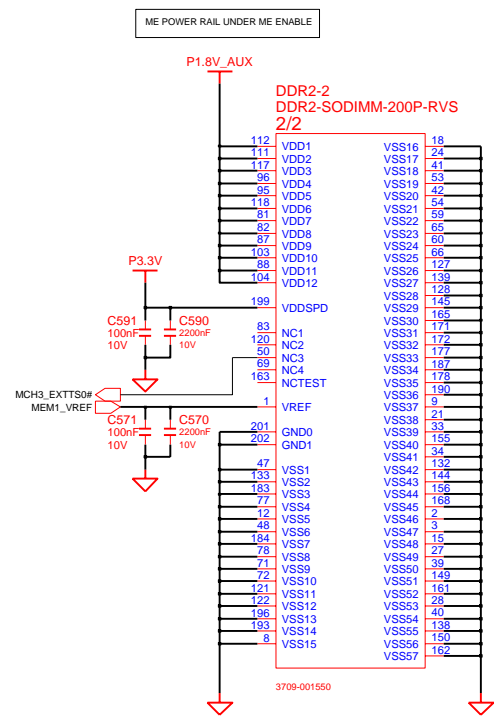 ME POWER RAIL UNDER ME ENABLE
P1.8V_AUX
DDR2-2
DDR2-SODIMM-200P-RVS
2/2
112 VDD1 VSS16 18
111 VDD2 VSS17 24
117 VDD3 VSS18 41
96 VDD4 VSS19 53
95 VDD5 VSS20 42
118 VDD6 VSS21 54
81 VDD7 VSS22 59
82 VDD8 VSS23 65
87 VDD9 VSS24 60
103 VDD10 VSS25 66
88 VDD11 VSS26 127
104 VDD12 VSS27 139
VSS28 128
P3.3V
199 VDDSPD VSS29 145
VSS30 165
C591 C590
100nF 2200nF
10V 10V
83 NC1 VSS31 171
120 NC2 VSS32 172
50 NC3 VSS33 177
69 NC4 VSS34 187
163 NCTEST VSS35 178
MCH3_EXTTS0#
VSS36 190
MEM1_VREF
1 VREF VSS37 9
VSS38 21
C571 C570
100nF 2200nF
10V 10V
201 GND0 VSS39 33
202 GND1 VSS40 155
VSS41 34
47 VSS1 VSS42 132
133 VSS2 VSS43 144
183 VSS3 VSS44 156
77 VSS4 VSS45 168
12 VSS5 VSS46 2
48 VSS6 VSS47 3
184 VSS7 VSS48 15
78 VSS8 VSS49 27
71 VSS9 VSS50 39
72 VSS10 VSS51 149
121 VSS11 VSS52 161
122 VSS12 VSS53 28
196 VSS13 VSS54 40
193 VSS14 VSS55 138
8 VSS15 VSS56 150
VSS57 162
3709-001550